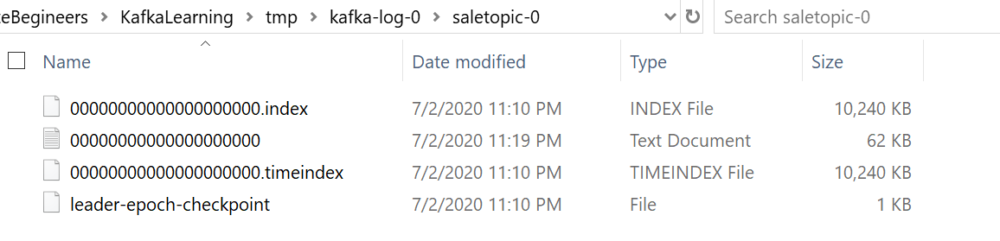 eBegineers > KafkaLearning > tmp > kafka-log-0 > saletopic-0 Search saletopic-0
Name Date modified Type Size
00000000000000000000.index 7/2/2020 11:10 PM INDEX File 10,240 KB
00000000000000000000 7/2/2020 11:19 PM Text Document 62 KB
00000000000000000000.timeindex 7/2/2020 11:10 PM TIMEINDEX File 10,240 KB
leader-epoch-checkpoint 7/2/2020 11:10 PM File 1 KB